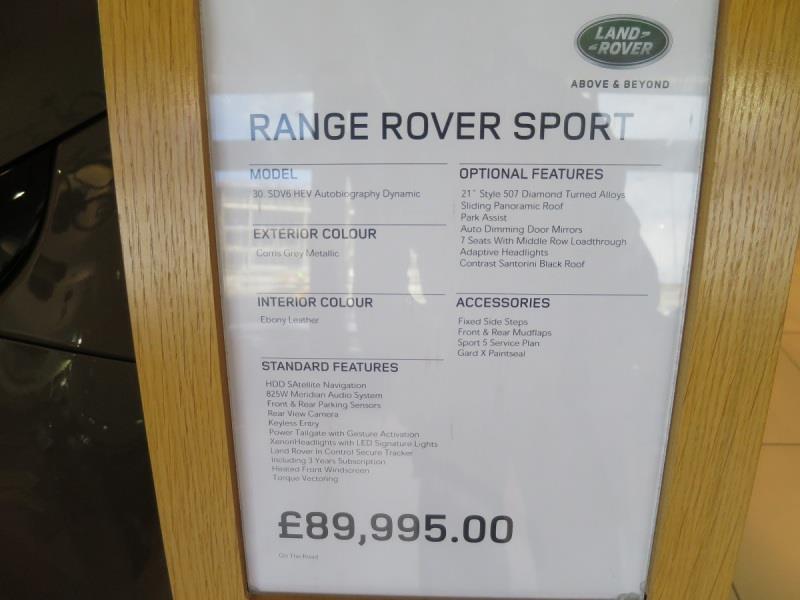 LAND
ROVER
ABOVE & BEYOND
RANGE ROVER SPORT
MODEL
30. SDV6 HEV Autobiography Dynamic
EXTERIOR COLOUR
Corris Grey Metallic
INTERIOR COLOUR
Ebony Leather
STANDARD FEATURES
HDD SAtellite Navigation
825W Meridian Audio System
Front & Rear Parking Sensors
Rear View Camera
Keyless Entry
Power Tailgate with Gesture Activation
XenonHeadlights with LED Signature Lights
Land Rover In Control Secure Tracker
Including 3 Years Subscription
Heated Front Windscreen
Torque Vectoring
OPTIONAL FEATURES
21" Style 507 Diamond Turned Alloys
Sliding Panoramic Roof
Park Assist
Auto Dimming Door Mirrors
7 Seats With Middle Row Loadthrough
Adaptive Headlights
Contrast Santorini Black Roof
ACCESSORIES
Fixed Side Steps
Front & Rear Mudflaps
Sport 5 Service Plan
Gard X Paintseal
£89,995.00
On The Road